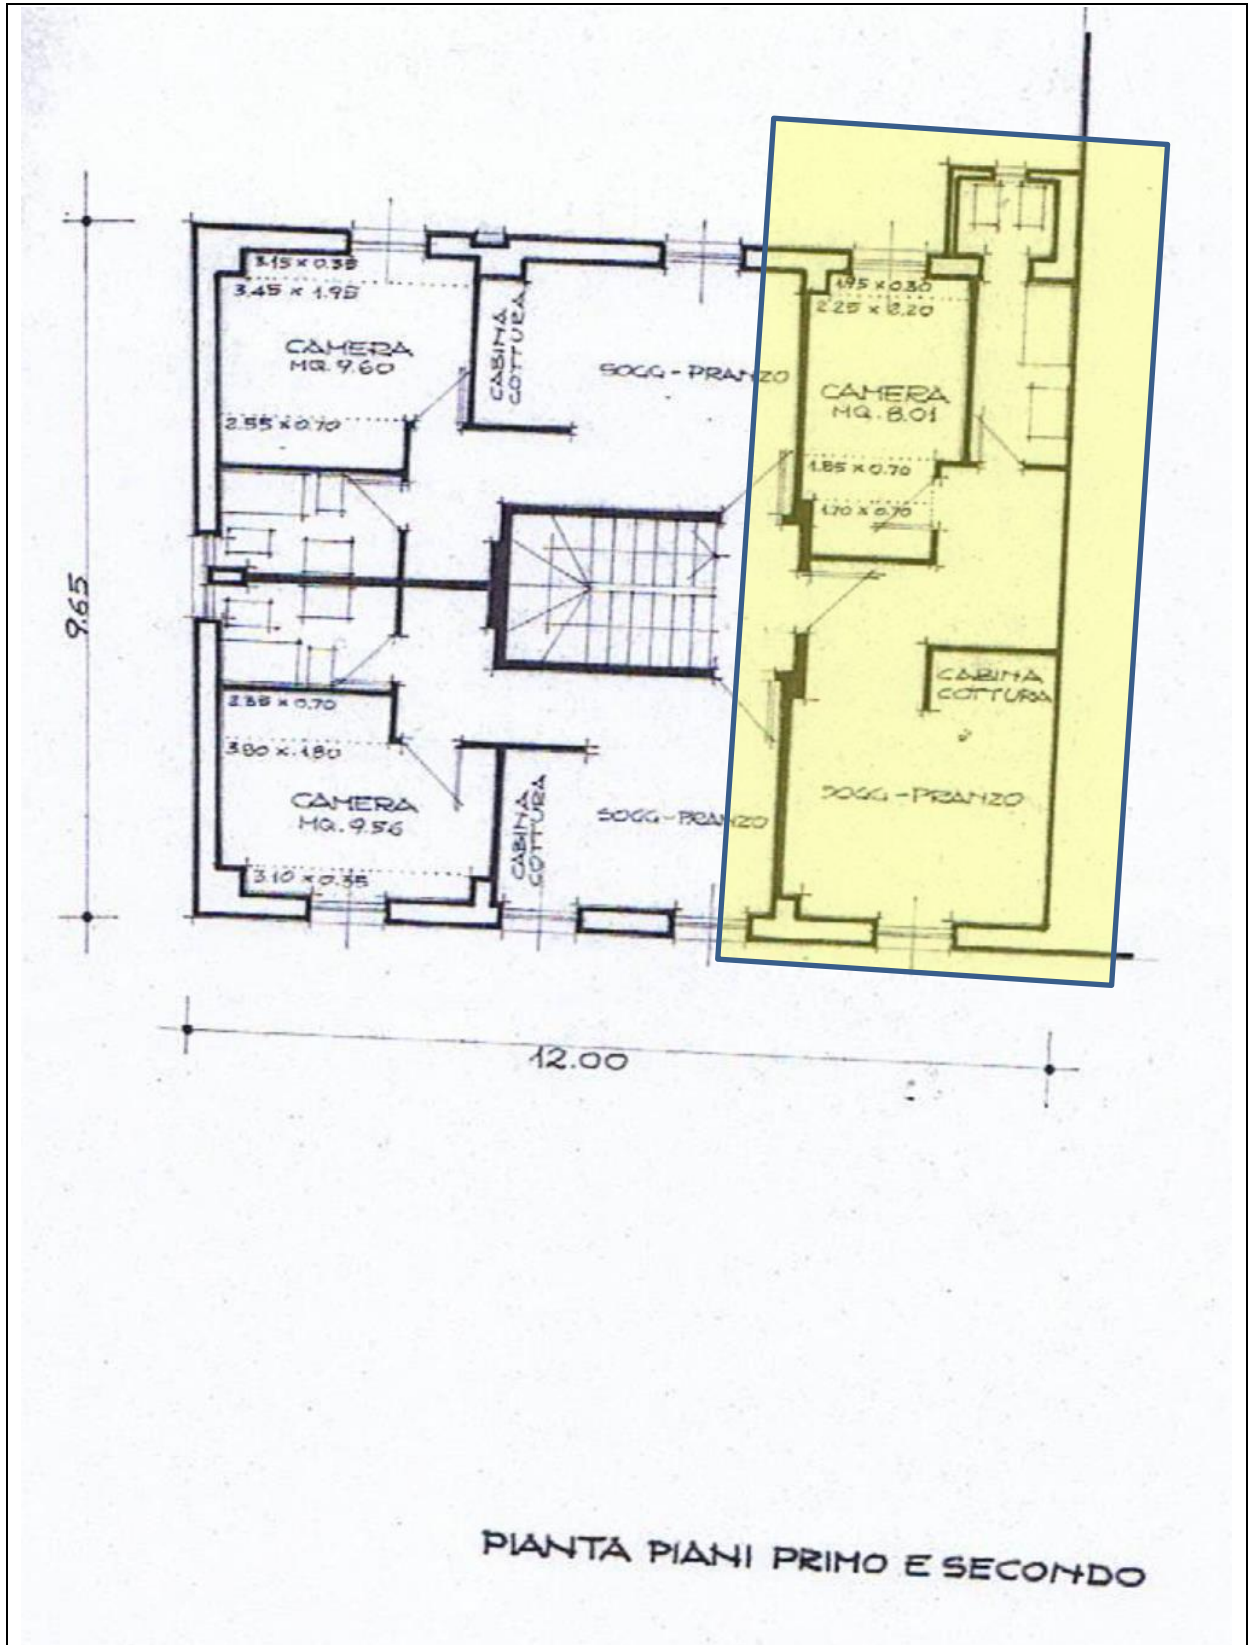 3.15 x 0.35
3.45 x 1.95
CAMERA
MQ. 9.60
2.55 x 0.70
CABINA
COTTURA
SOGG - PRANZO
1.95 x 0.30
2.25 x 2.20
CAMERA
MQ. 8.01
1.85 x 0.70
1.70 x 0.70
9.65
2.35 x 0.70
3.80 x 1.80
CAMERA
MQ. 9.56
3.10 x 0.35
CABINA
COTTURA
SOGG - PRANZO
CABINA
COTTURA
SOGG - PRANZO
12.00
PIANTA PIANI PRIMO E SECONDO